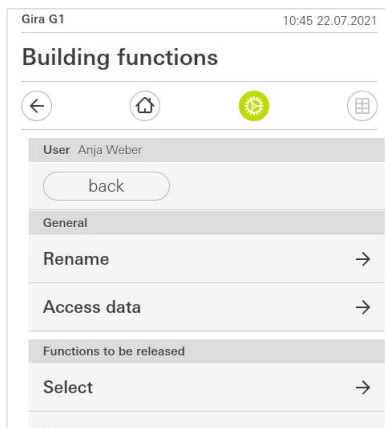 Gira G1 10:45 22.07.2021
Building functions
User Anja Weber
back
General
Rename
Access data
Functions to be released
Select